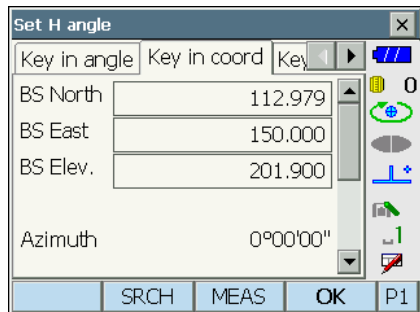 Set H angle
Key in angle Key in coord Key
BS North 112.979
0
BS East 150.000
BS Elev. 201.900
Azimuth 0°00'00"
1
SRCH MEAS OK P1